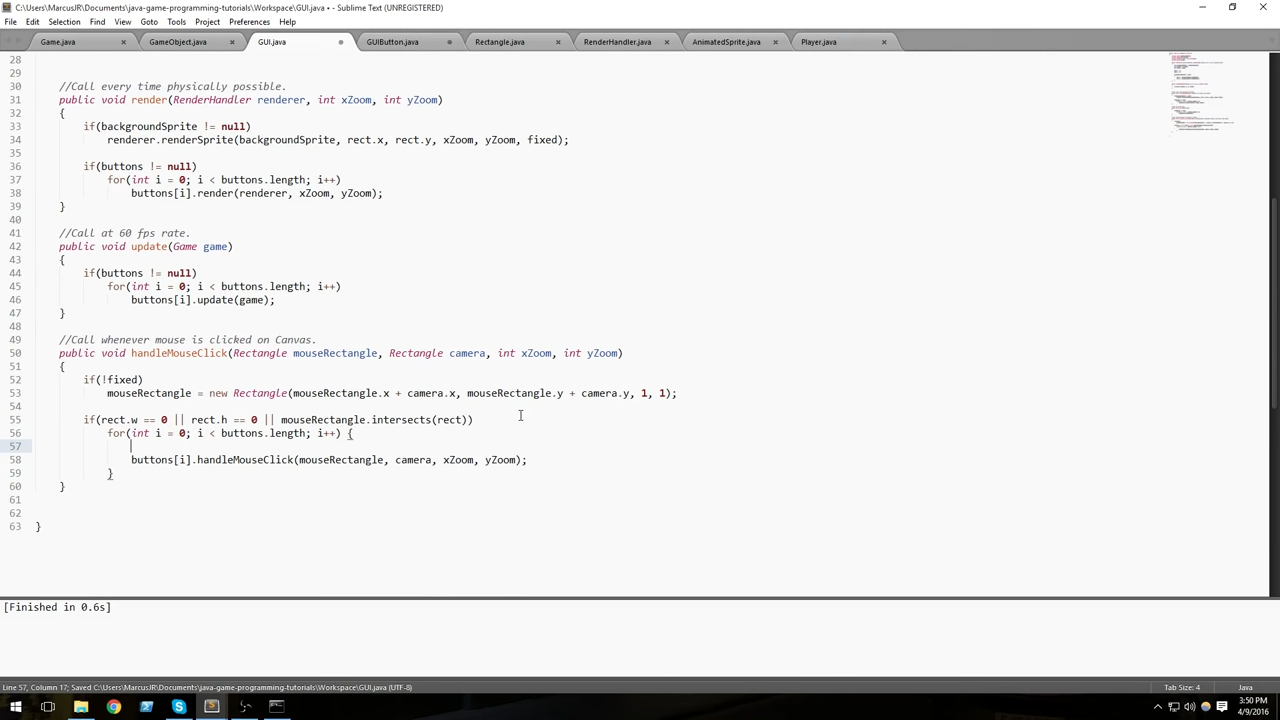 C:\Users\MarcusJR\Documents\java-game-programming-tutorials\Workspace\GUI.java • - Sublime Text (UNREGISTERED)
File Edit Selection Find View Goto Tools Project Preferences Help
Game.java GameObject.java GUI.java GUIButton.java Rectangle.java RenderHandler.java AnimatedSprite.java Player.java
28
29
30 //Call every time physically possible.
31 public void render(RenderHandler renderer, int xZoom, int yZoom)
32 {
33 if(backgroundSprite != null)
34 renderer.renderSprite(backgroundSprite, rect.x, rect.y, xZoom, yZoom, fixed);
35
36 if(buttons != null)
37 for(int i = 0; i < buttons.length; i++)
38 buttons[i].render(renderer, xZoom, yZoom);
39 }
40
41 //Call at 60 fps rate.
42 public void update(Game game)
43 {
44 if(buttons != null)
45 for(int i = 0; i < buttons.length; i++)
46 buttons[i].update(game);
47 }
48
49 //Call whenever mouse is clicked on Canvas.
50 public void handleMouseClick(Rectangle mouseRectangle, Rectangle camera, int xZoom, int yZoom)
51 {
52 if(!fixed)
53 mouseRectangle = new Rectangle(mouseRectangle.x + camera.x, mouseRectangle.y + camera.y, 1, 1);
54
55 if(rect.w == 0 || rect.h == 0 || mouseRectangle.intersects(rect))
56 for(int i = 0; i < buttons.length; i++) {
57
58 buttons[i].handleMouseClick(mouseRectangle, camera, xZoom, yZoom);
59 }
60 }
61
62
63 }
[Finished in 0.6s]
Line 57, Column 17; Saved C:\Users\MarcusJR\Documents\java-game-programming-tutorials\Workspace\GUI.java (UTF-8) Tab Size: 4 Java
3:50 PM
4/9/2016